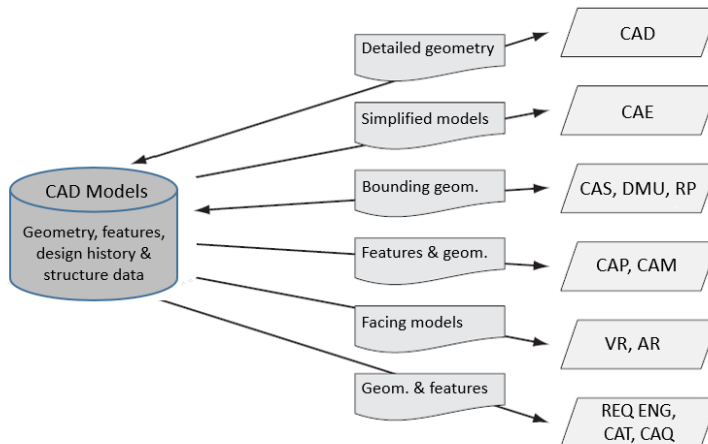 Detailed geometry
CAD
Simplified models
CAE
CAD Models
Geometry, features,
design history &
structure data
Bounding geom.
CAS, DMU, RP
Features & geom.
CAP, CAM
Facing models
VR, AR
Geom. & features
REQ ENG,
CAT, CAQ